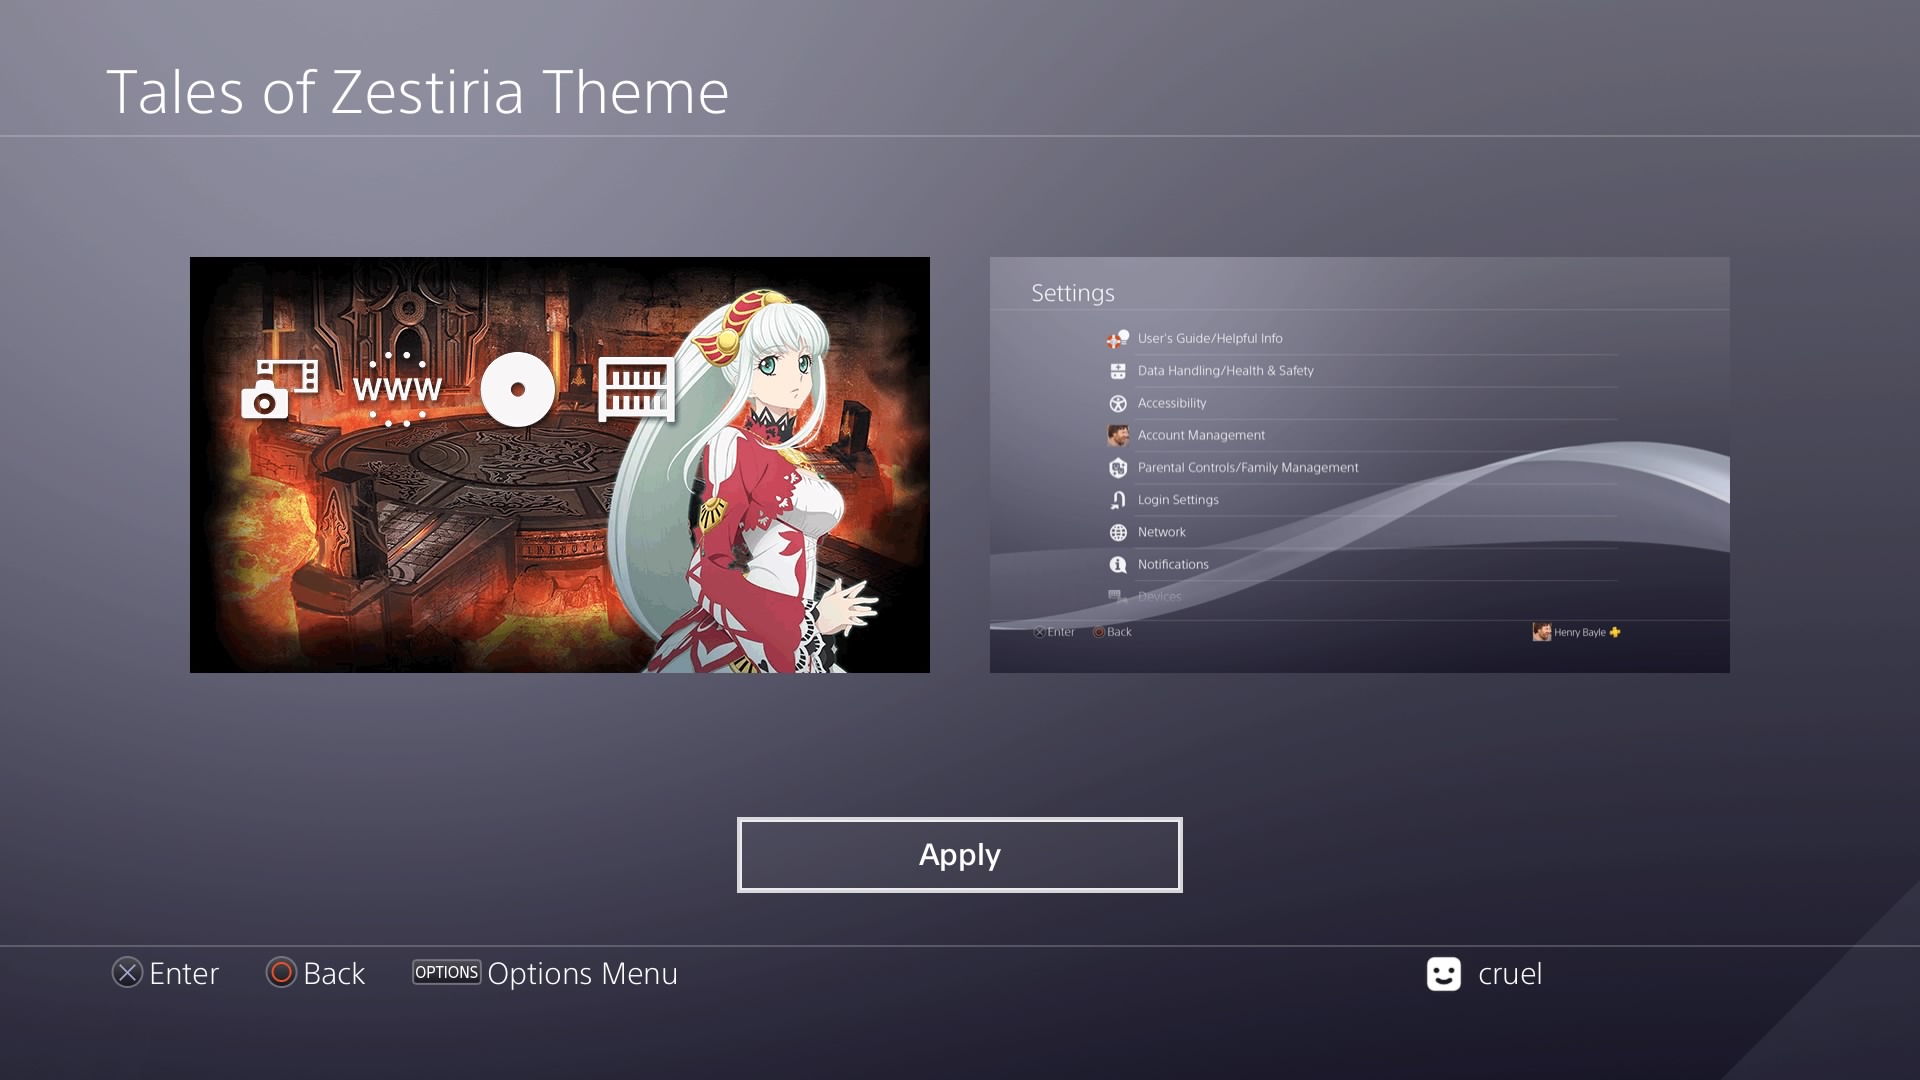 Tales of Zestiria Theme
www
Settings
User's Guide/Helpful Info
Data Handling/Health & Safety
Accessibility
Account Management
Parental Controls/Family Management
Login Settings
Network
Notifications
Devices
Enter Back Henry Bayle
Apply
Enter Back OPTIONS Options Menu cruel